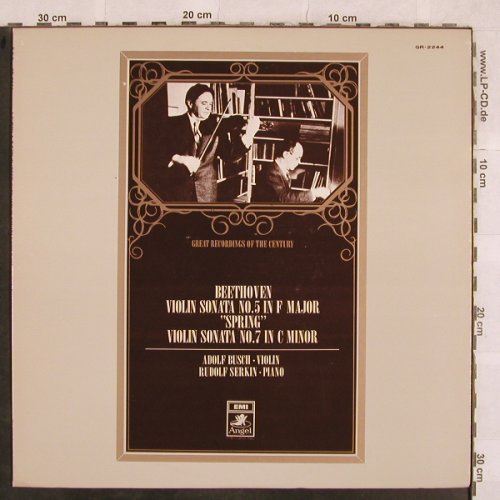 30 cm
20 cm
10 cm
GR-2244
www.LP-CD.de
10 cm
GREAT RECORDINGS OF THE CENTURY
BEETHOVEN
VIOLIN SONATA NO.5 IN F MAJOR
"SPRING"
VIOLIN SONATA NO.7 IN C MINOR
ADOLF BUSCH·VIOLIN
RUDOLF SERKIN·PIANO
EMI
Angel
20 cm
30 cm